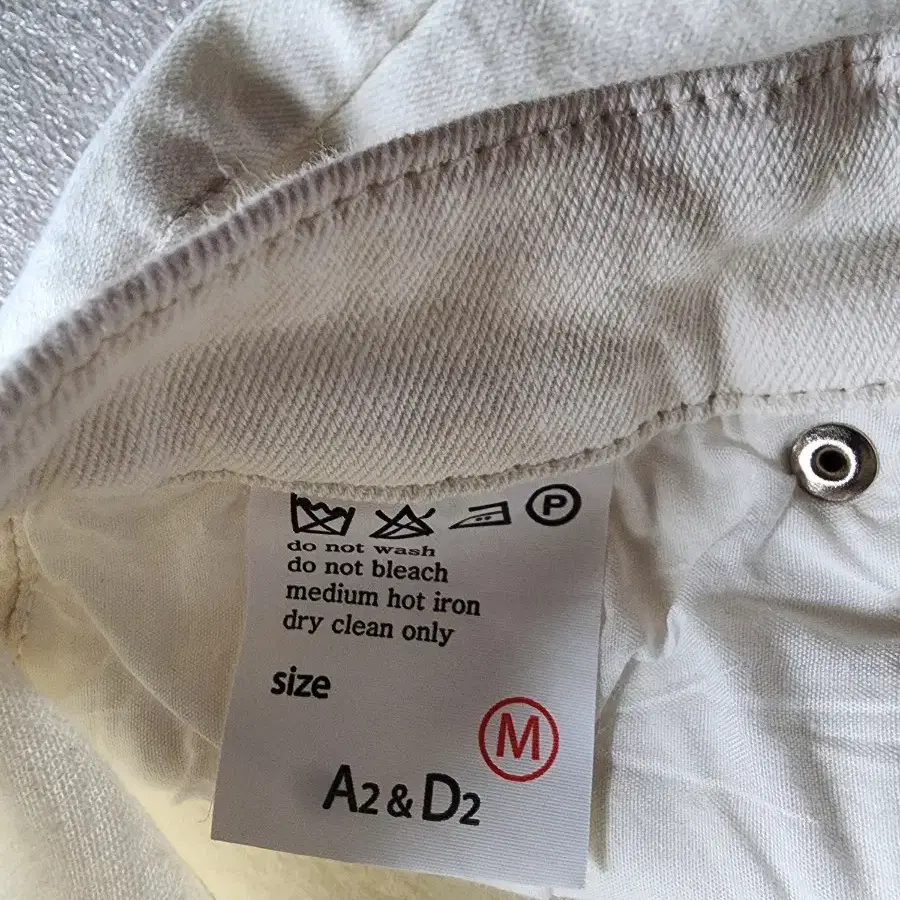 P
do not wash
do not bleach
medium hot iron
dry clean only
size
M
A2 & D2